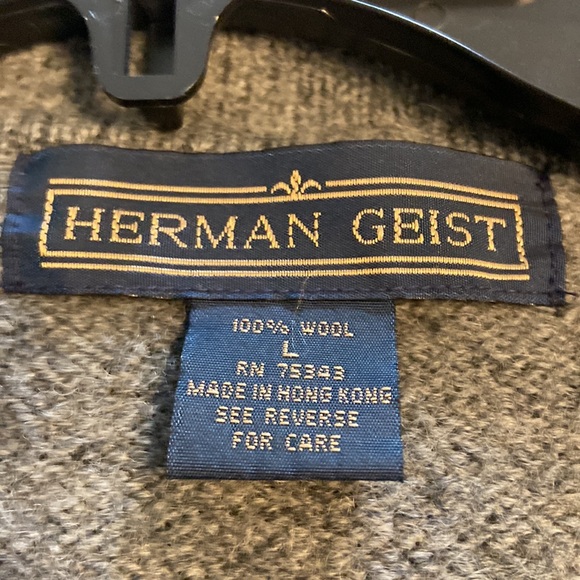 HERMAN GEIST
100% WOOL
L
RN 75343
MADE IN HONG KONG
SEE REVERSE
FOR CARE